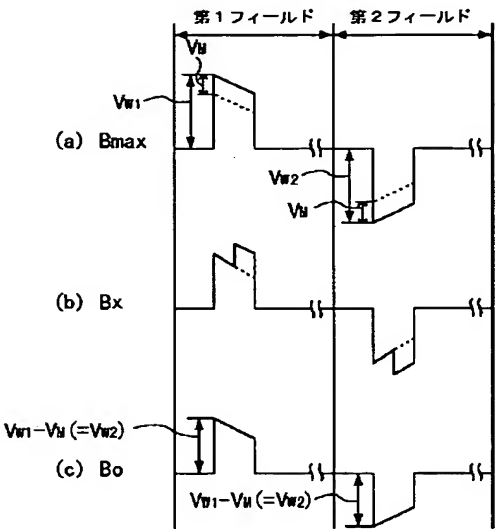 第1フィールド 第2フィールド
VM
VW1
(a) Bmax
VW2
VM
(b) Bx
VW1-VM(=VW2)
(c) Bo
VW1-VM(=VW2)